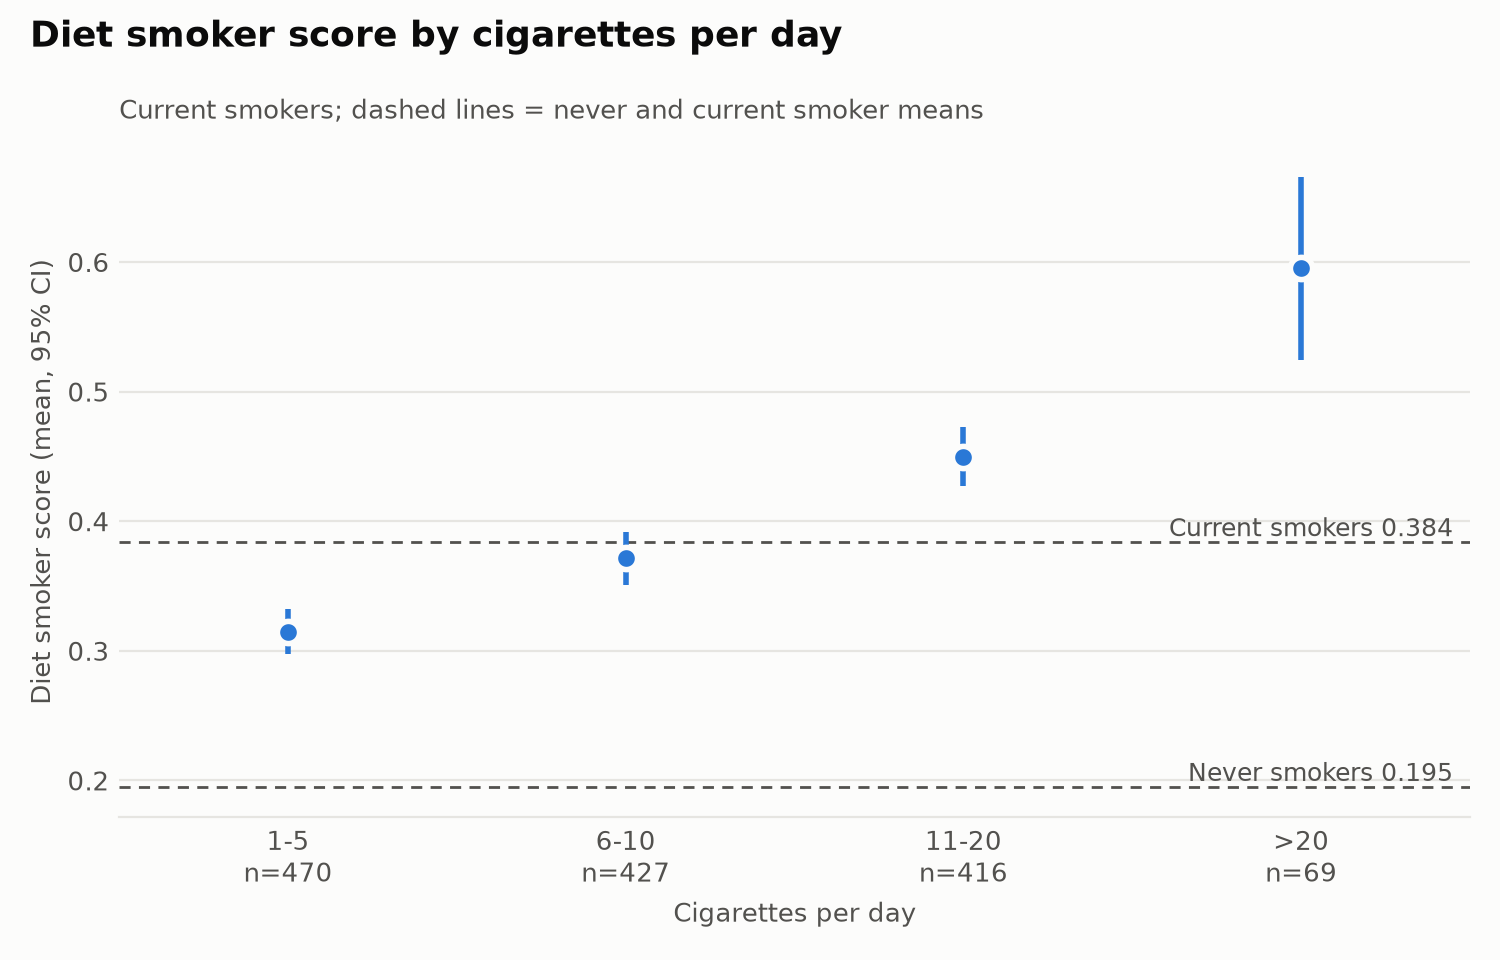 Diet smoker score by cigarettes per day
Current smokers; dashed lines = never and current smoker means
Diet smoker score (mean, 95% CI)
0.6
0.5
0.4
0.3
0.2
Current smokers 0.384
Never smokers 0.195
1-5 6-10 11-20 >20
n=470 n=427 n=416 n=69
Cigarettes per day